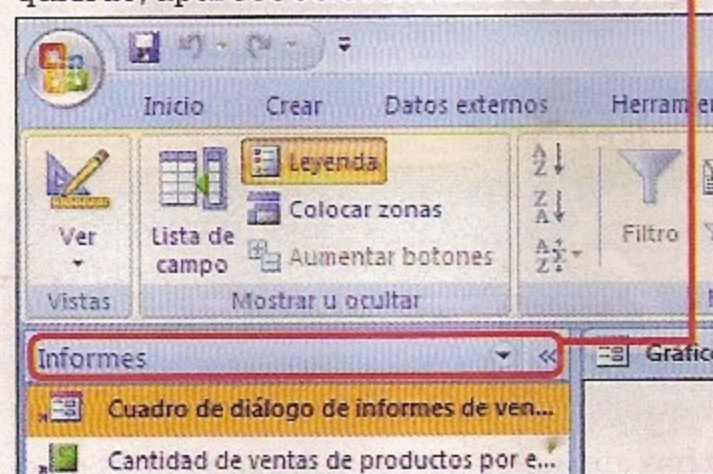 Inicio Crear Datos externos
Leyenda
Colocar zonas
Aumentar botones
Ver
Lista de
campo
Filtro
Vistas
Mostrar u ocultar
Informes
Cuadro de diálogo de informes de ven...
Cantidad de ventas de productos por e...